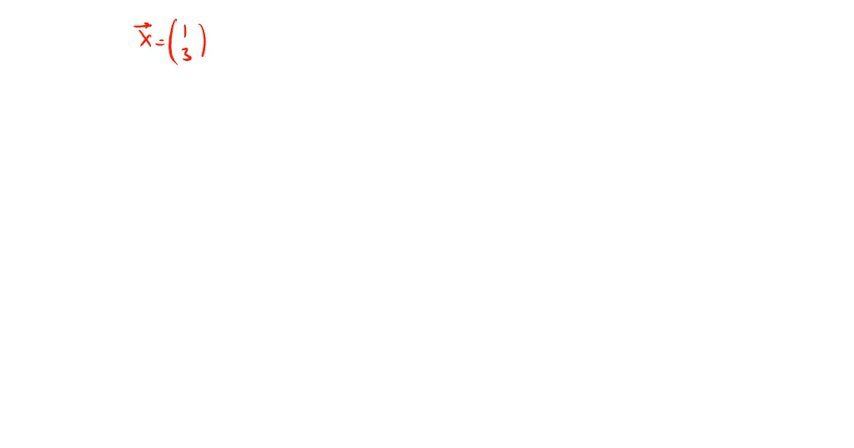 x⃗ = (1
3)